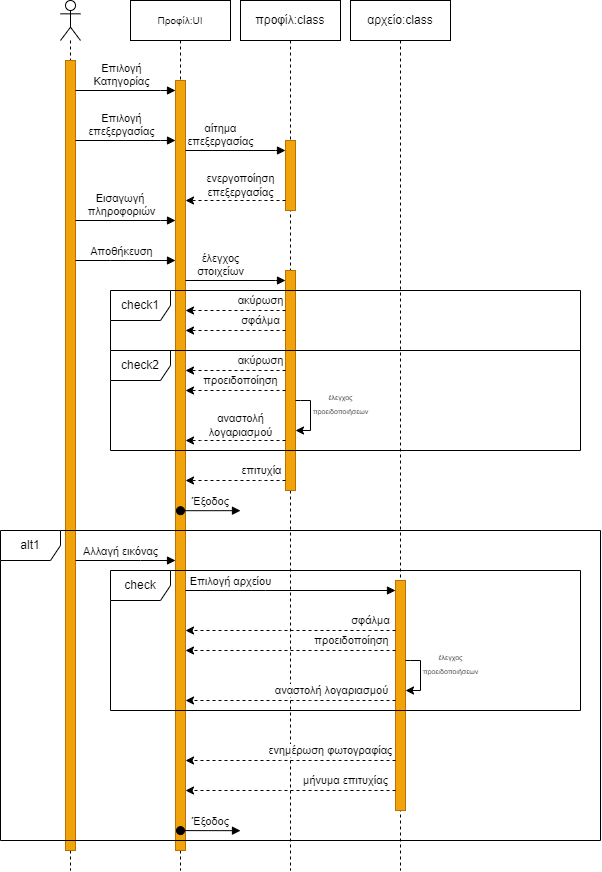 Προφίλ:UI
προφίλ:class
αρχείο:class
Επιλογή
Κατηγορίας
Επιλογή
επεξεργασίας
αίτημα
επεξεργασίας
ενεργοποίηση
επεξεργασίας
Εισαγωγή
πληροφοριών
Αποθήκευση
έλεγχος
στοιχείων
check1
ακύρωση
σφάλμα
check2
ακύρωση
προειδοποίηση
έλεγχος
προειδοποιήσεων
αναστολή
λογαριασμού
επιτυχία
Έξοδος
alt1
Αλλαγή εικόνας
check
Επιλογή αρχείου
σφάλμα
προειδοποίηση
έλεγχος
προειδοποιήσεων
αναστολή λογαριασμού
ενημέρωση φωτογραφίας
μήνυμα επιτυχίας
Έξοδος